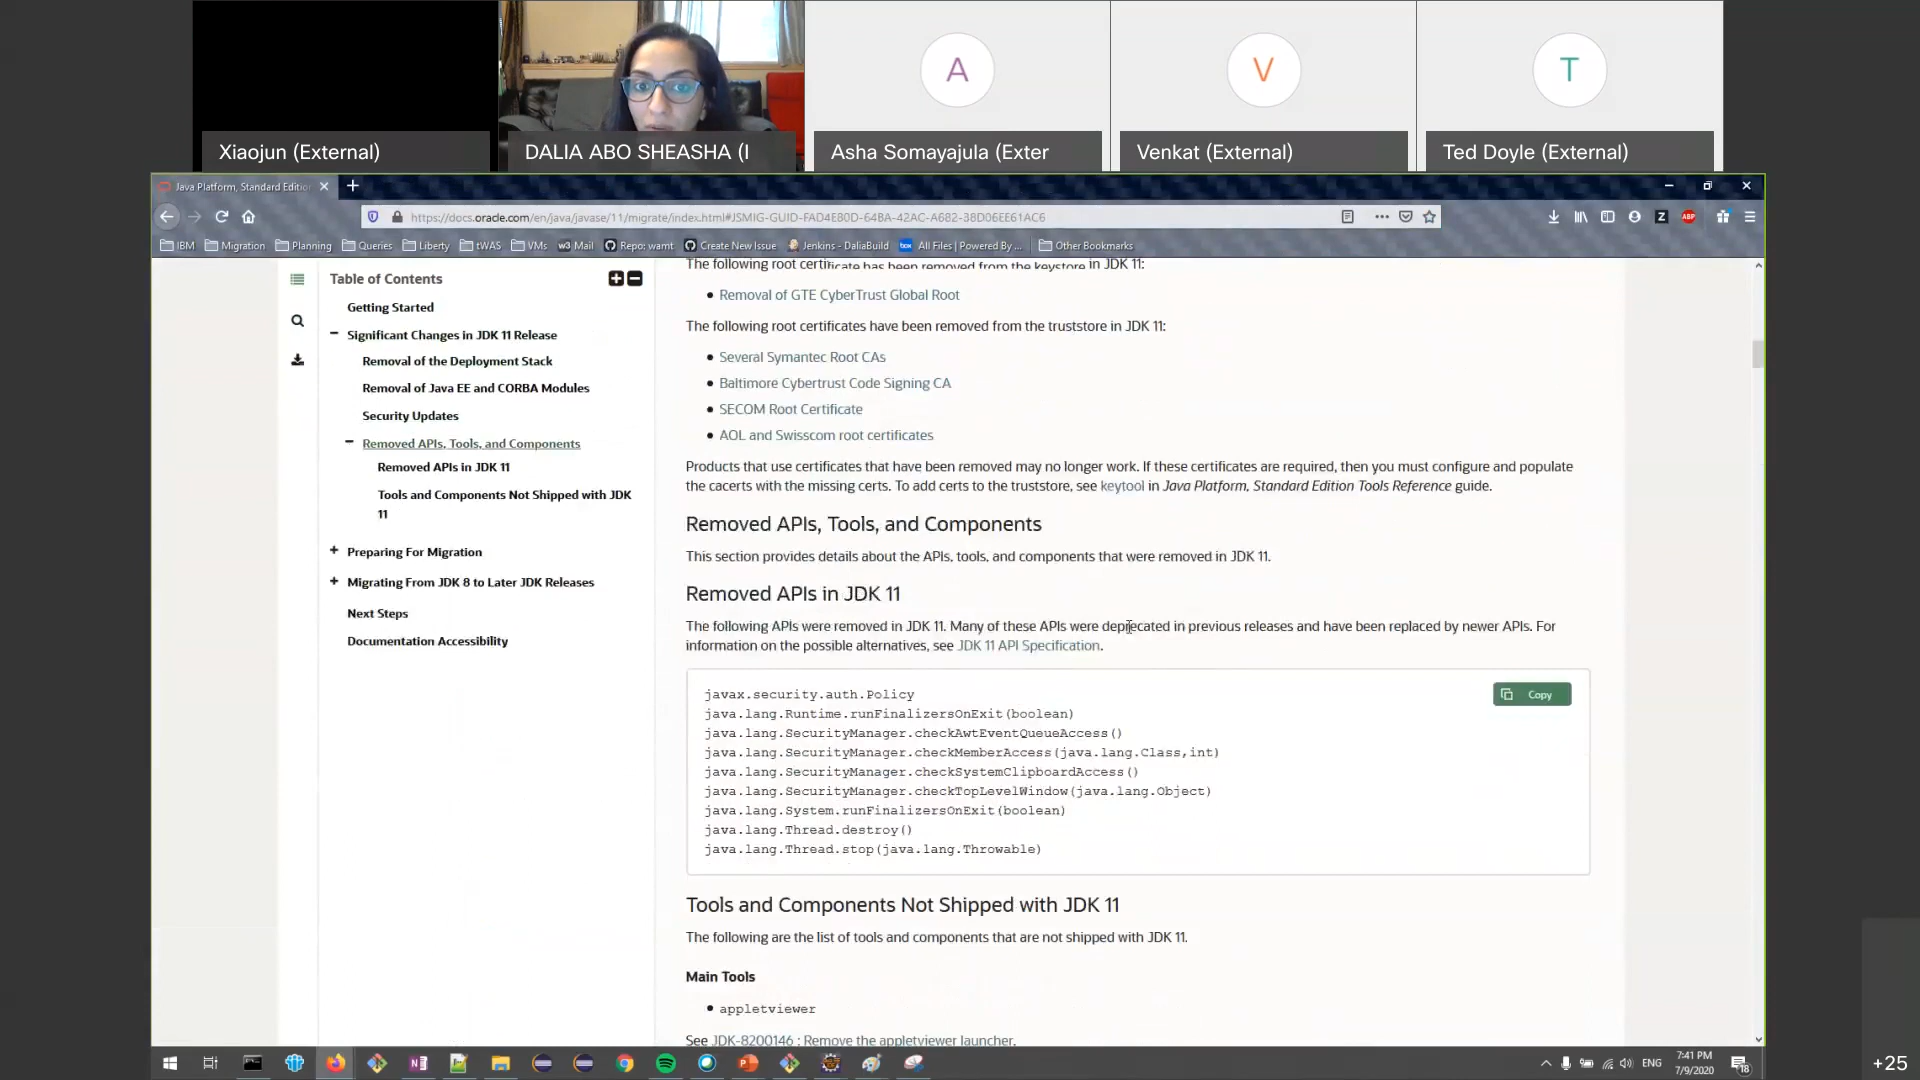 A
V
T
Xiaojun (External)
DALIA ABO SHEASHA (I
Asha Somayajula (Exter
Venkat (External)
Ted Doyle (External)
Java Platform, Standard Editio
https://docs.oracle.com/en/java/javase/11/migrate/index.html#JSMIG-GUID-FAD4E80D-64BA-42AC-A682-38D06EE61AC6
Z
ABP
IBM
Migration
Planning
Queries
Liberty
tWAS
VMs
w3 Mail
Repo: wamt
Create New Issue
Jenkins - DaliaBuild
box All Files | Powered By ...
Other Bookmarks
Table of Contents
Getting Started
Significant Changes in JDK 11 Release
Removal of the Deployment Stack
Removal of Java EE and CORBA Modules
Security Updates
Removed APIs, Tools, and Components
Removed APIs in JDK 11
Tools and Components Not Shipped with JDK
11
Preparing For Migration
Migrating From JDK 8 to Later JDK Releases
Next Steps
Documentation Accessibility
The following root certificate has been removed from the keystore in JDK 11:
• Removal of GTE CyberTrust Global Root
The following root certificates have been removed from the truststore in JDK 11:
• Several Symantec Root CAs
• Baltimore Cybertrust Code Signing CA
• SECOM Root Certificate
• AOL and Swisscom root certificates
Products that use certificates that have been removed may no longer work. If these certificates are required, then you must configure and populate
the cacerts with the missing certs. To add certs to the truststore, see keytool in Java Platform, Standard Edition Tools Reference guide.
Removed APIs, Tools, and Components
This section provides details about the APIs, tools, and components that were removed in JDK 11.
Removed APIs in JDK 11
The following APIs were removed in JDK 11. Many of these APIs were deprecated in previous releases and have been replaced by newer APIs. For
information on the possible alternatives, see JDK 11 API Specification.
Copy
javax.security.auth.Policy
java.lang.Runtime.runFinalizersOnExit(boolean)
java.lang.SecurityManager.checkAwtEventQueueAccess()
java.lang.SecurityManager.checkMemberAccess(java.lang.Class,int)
java.lang.SecurityManager.checkSystemClipboardAccess()
java.lang.SecurityManager.checkTopLevelWindow(java.lang.Object)
java.lang.System.runFinalizersOnExit(boolean)
java.lang.Thread.destroy()
java.lang.Thread.stop(java.lang.Throwable)
Tools and Components Not Shipped with JDK 11
The following are the list of tools and components that are not shipped with JDK 11.
Main Tools
• appletviewer
See JDK-8200146 : Remove the appletviewer launcher.
ENG
7:41 PM
7/9/2020
18
+25